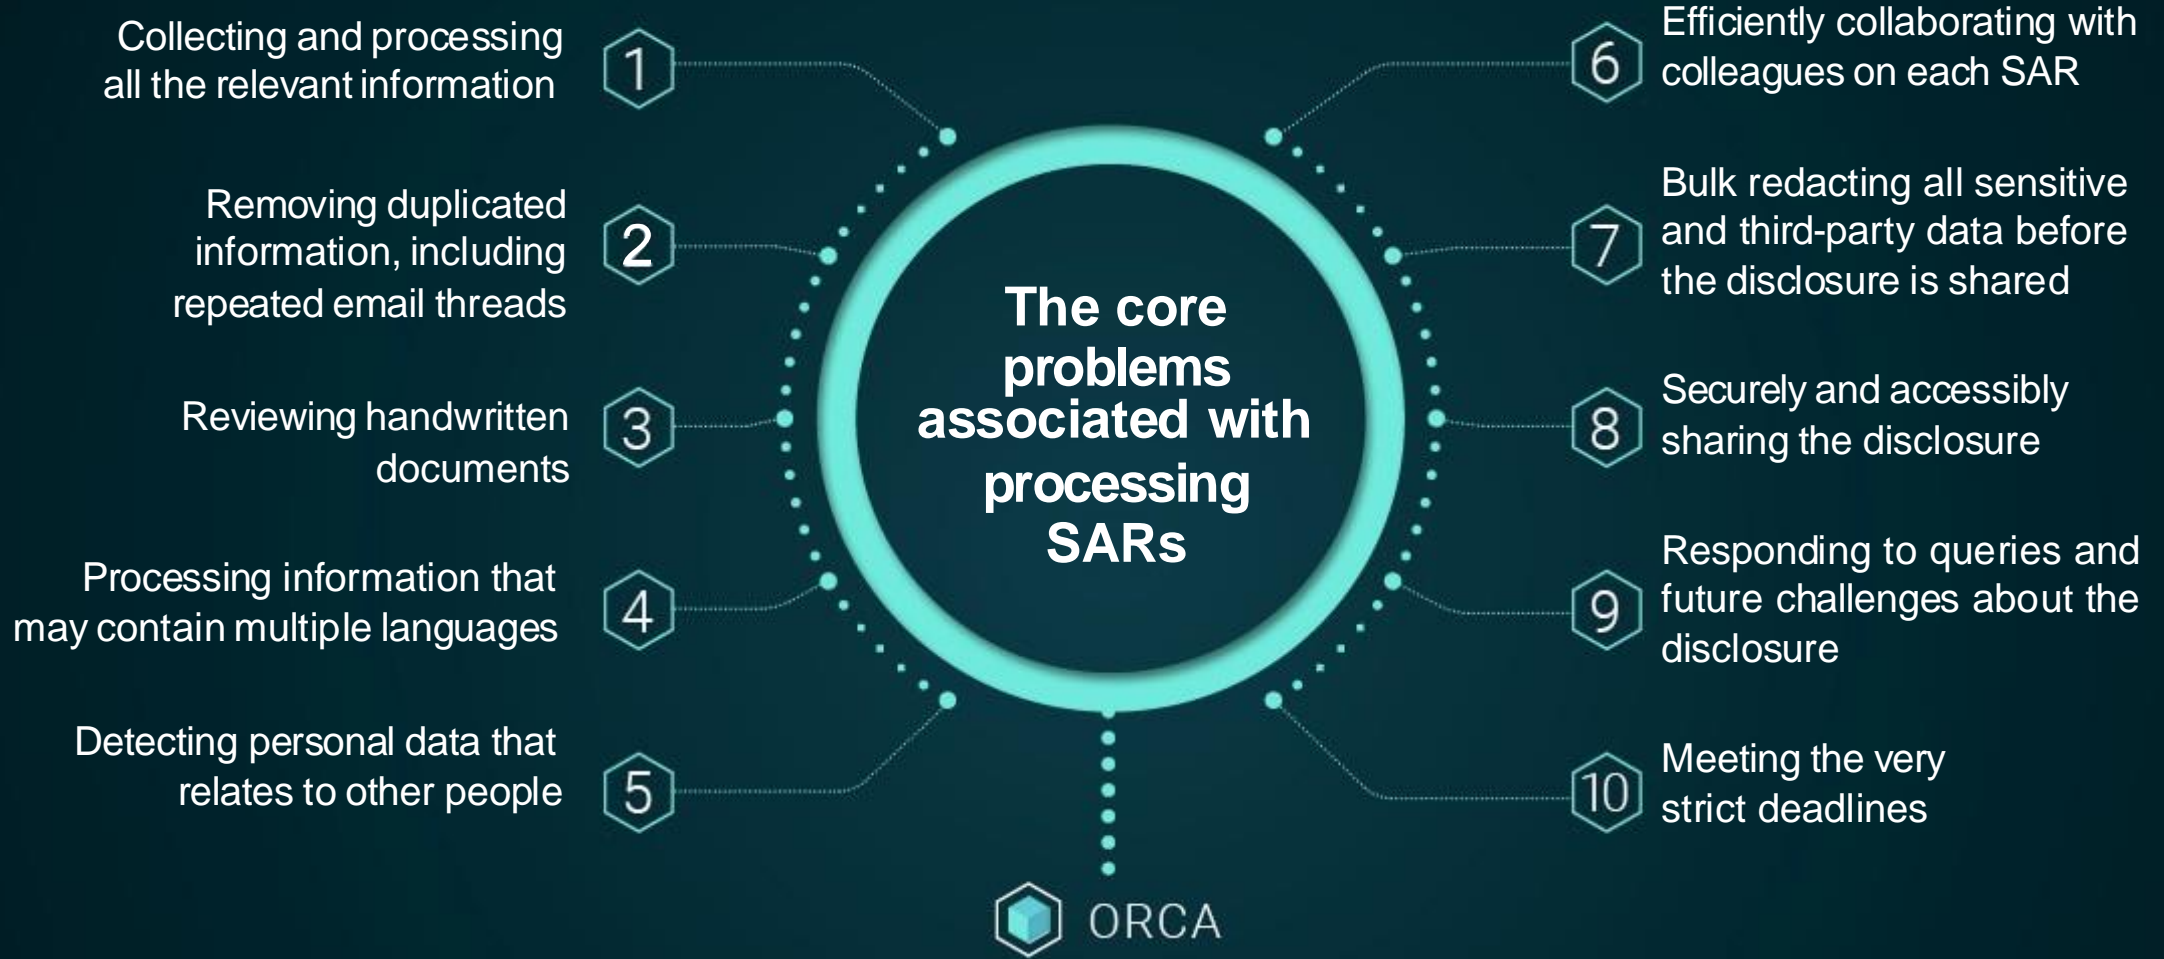 Collecting and processing
all the relevant information
1
Removing duplicated
information, including
repeated email threads
2
Reviewing handwritten
documents
3
Processing information that
may contain multiple languages
4
Detecting personal data that
relates to other people
5
The core
problems
associated with
processing
SARs
6
Efficiently collaborating with
colleagues on each SAR
7
Bulk redacting all sensitive
and third-party data before
the disclosure is shared
8
Securely and accessibly
sharing the disclosure
9
Responding to queries and
future challenges about the
disclosure
10
Meeting the very
strict deadlines
ORCA